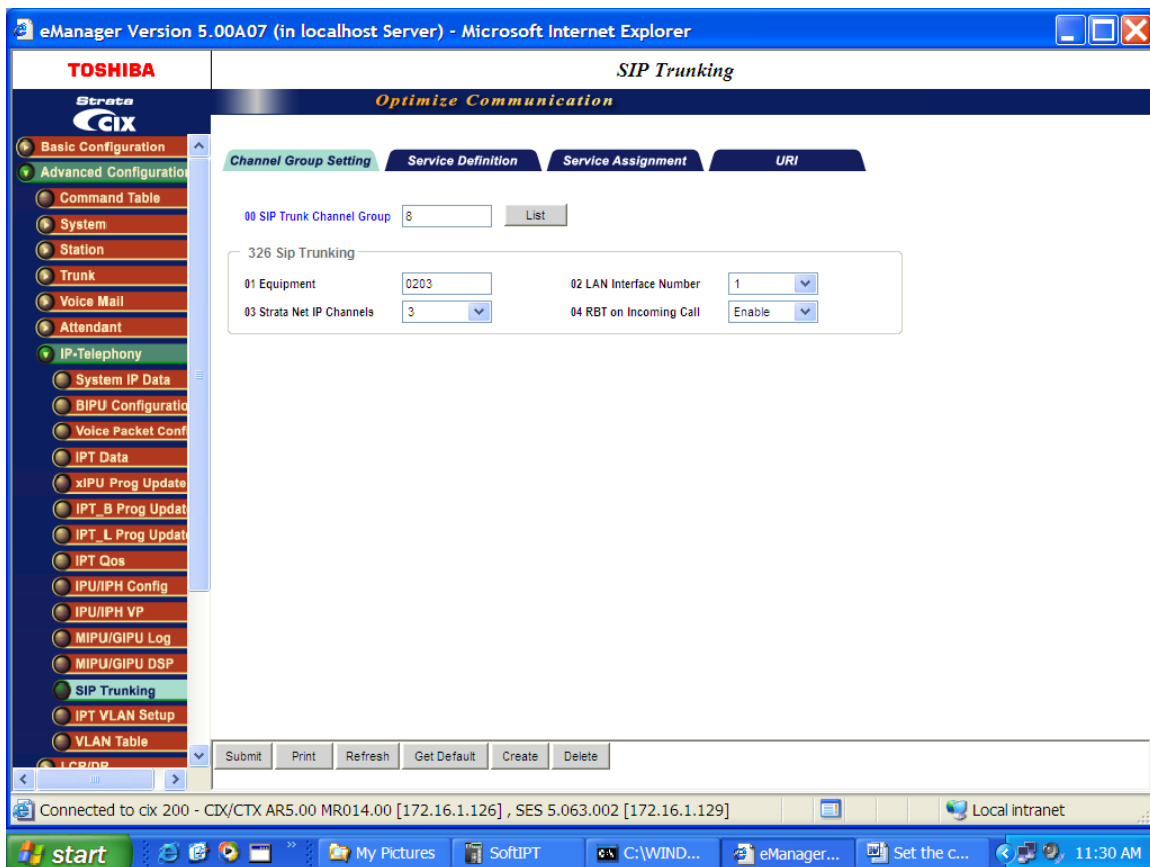 eManager Version 5.00A07 (in localhost Server) - Microsoft Internet Explorer
TOSHIBA
SIP Trunking
Strata
CIX
Optimize Communication
Basic Configuration
Advanced Configuratio
Command Table
System
Station
Trunk
Voice Mail
Attendant
IP-Telephony
System IP Data
BIPU Configuratio
Voice Packet Conf
IPT Data
xIPU Prog Update
IPT_B Prog Updat
IPT_L Prog Updat
IPT Qos
IPU/IPH Config
IPU/IPH VP
MIPU/GIPU Log
MIPU/GIPU DSP
SIP Trunking
IPT VLAN Setup
VLAN Table
LCR/DR
Channel Group Setting Service Definition Service Assignment URI
00 SIP Trunk Channel Group 8 List
326 Sip Trunking
01 Equipment 0203 02 LAN Interface Number 1
03 Strata Net IP Channels 3 04 RBT on Incoming Call Enable
Submit Print Refresh Get Default Create Delete
Connected to cix 200 - CIX/CTX AR5.00 MR014.00 [172.16.1.126] , SES 5.063.002 [172.16.1.129] Local intranet
start My Pictures SoftIPT C:\WIND... eManager... Set the c... 11:30 AM